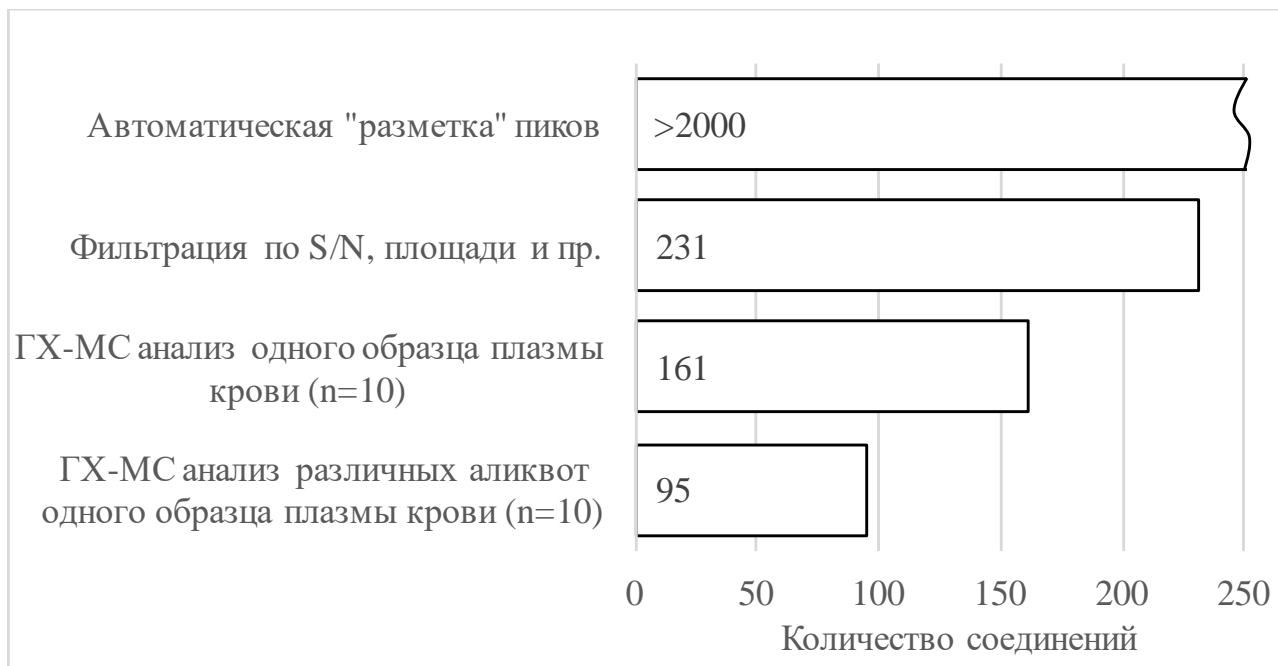 Автоматическая "разметка" пиков
>2000
Фильтрация по S/N, площади и пр.
231
ГХ-МС анализ одного образца плазмы
крови (n=10)
161
ГХ-МС анализ различных аликвот
одного образца плазмы крови (n=10)
95
0 50 100 150 200 250
Количество соединений